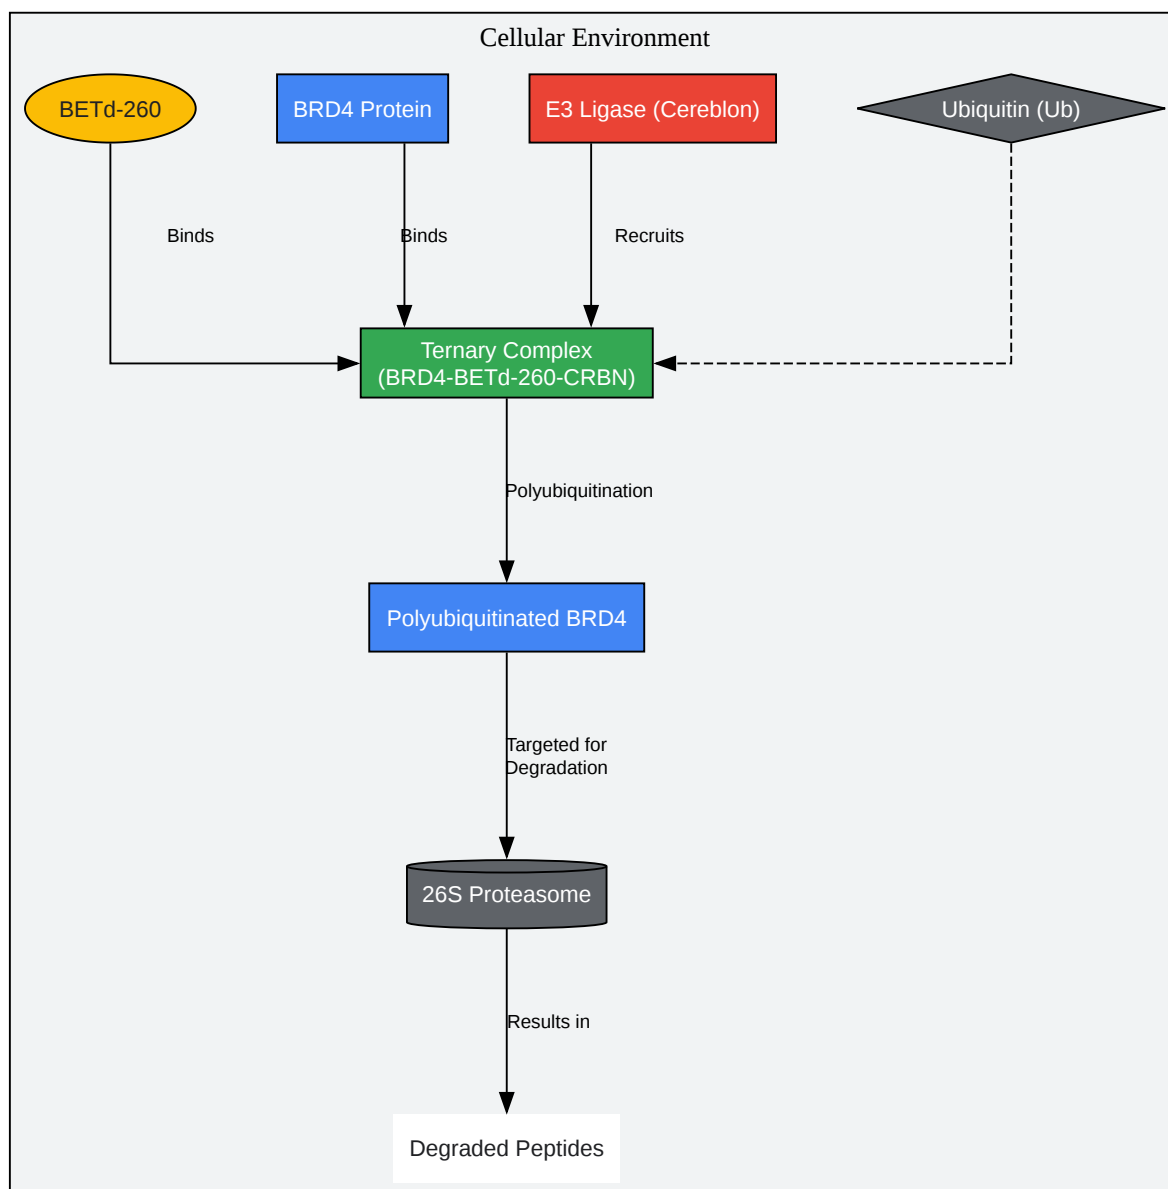 Cellular Environment
BETd-260
BRD4 Protein
E3 Ligase (Cereblon)
Ubiquitin (Ub)
Binds
Binds
Recruits
Ternary Complex
(BRD4-BETd-260-CRBN)
Polyubiquitination
Polyubiquitinated BRD4
Targeted for
Degradation
26S Proteasome
Results in
Degraded Peptides